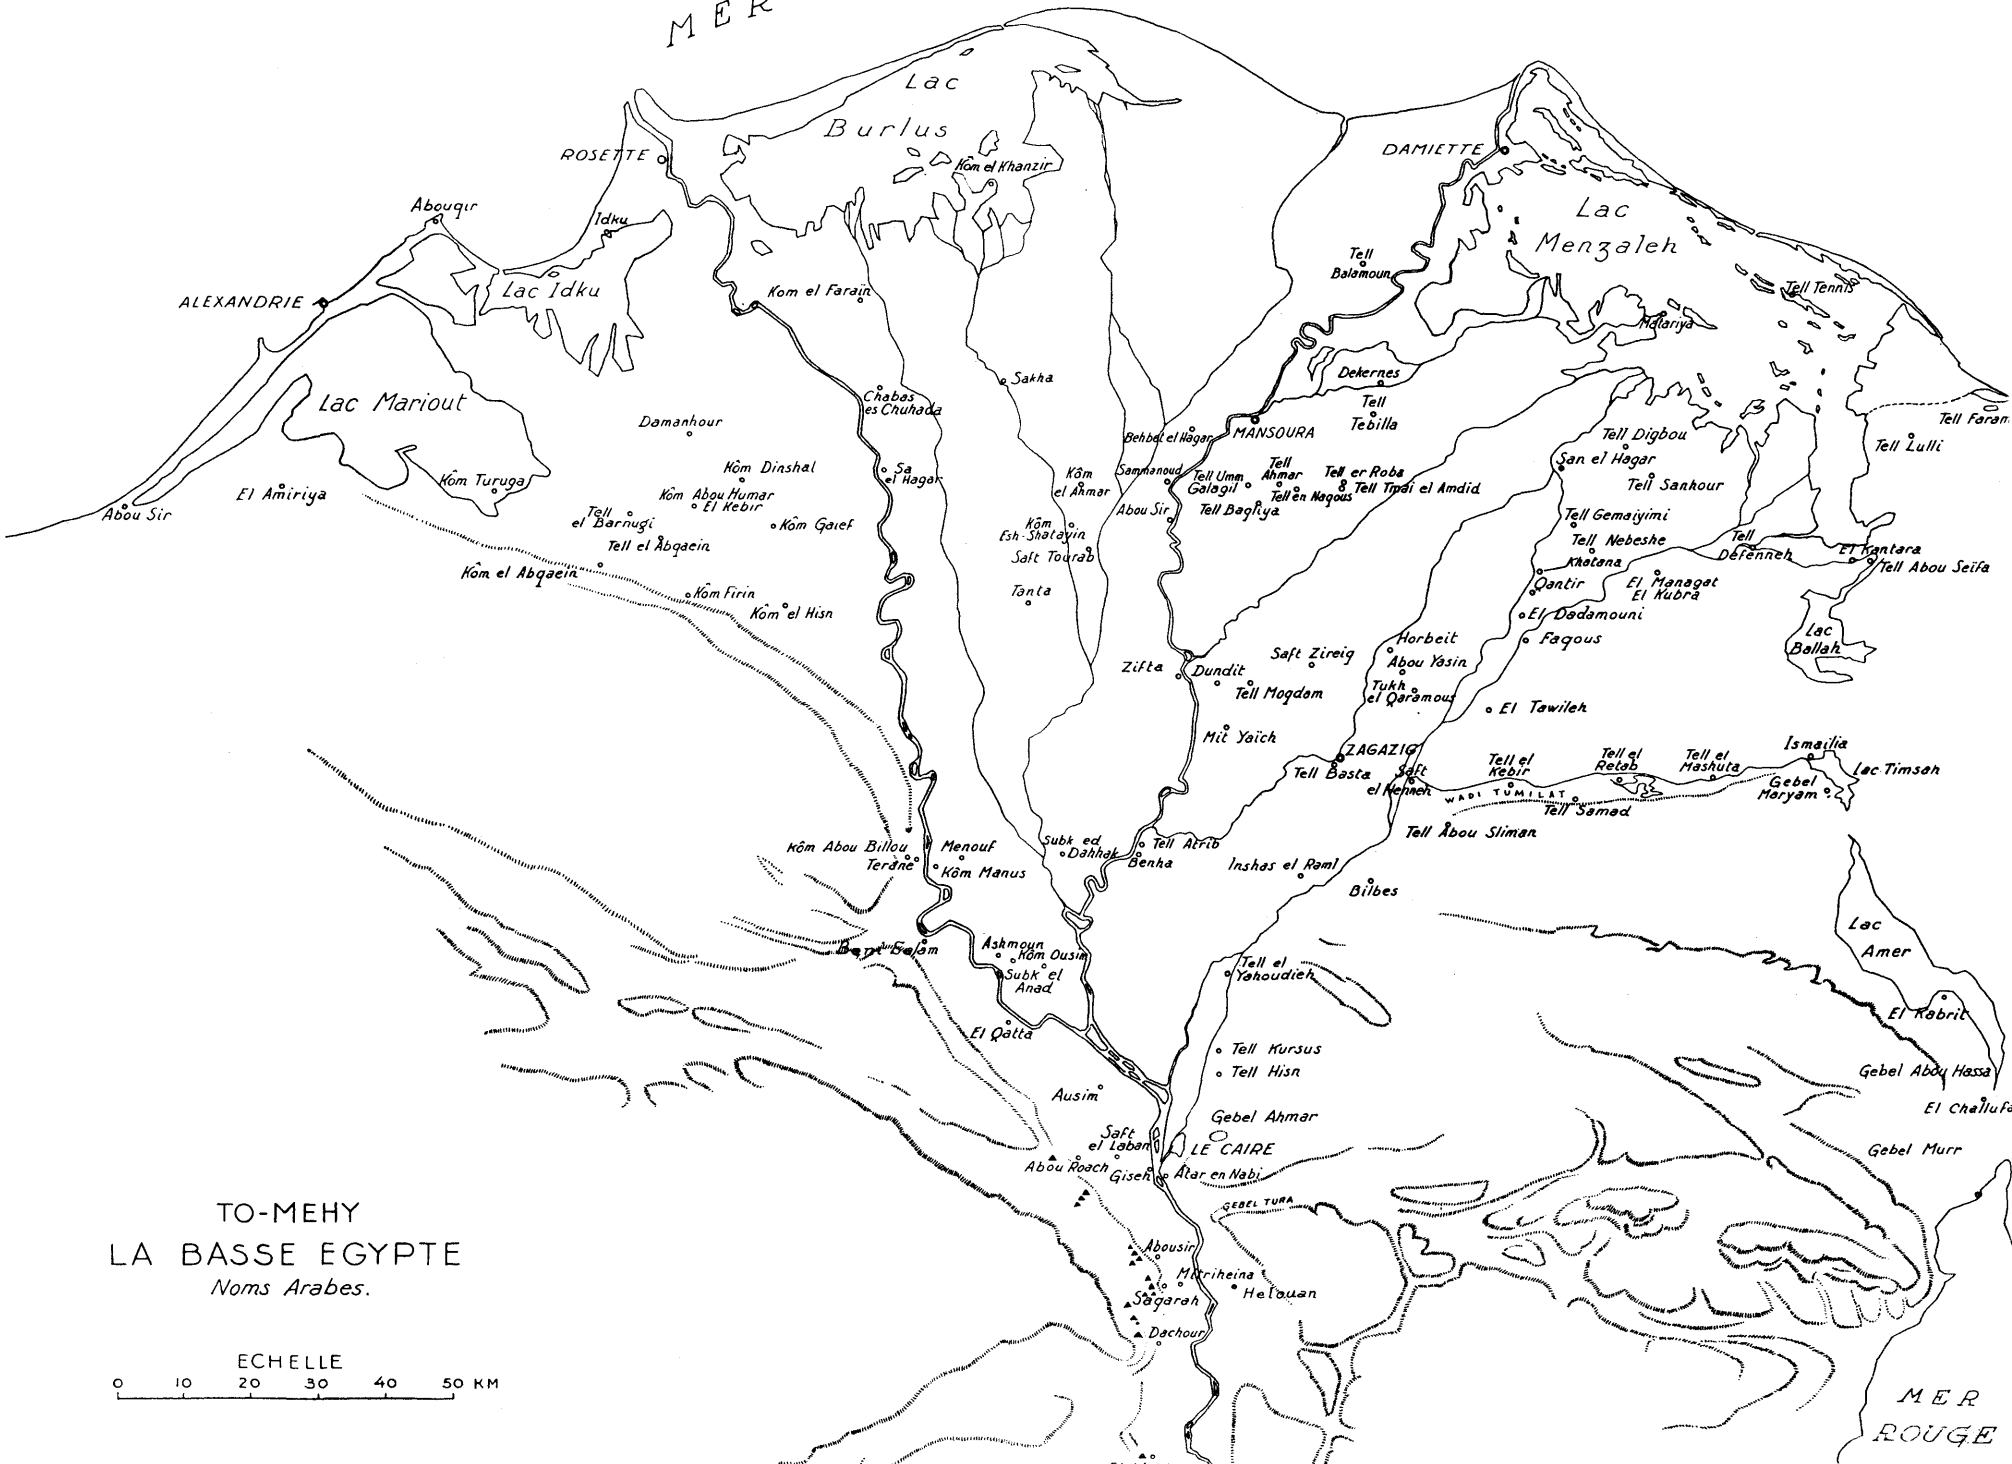 MER
Lac
Burlus
ROSETTE
Kôm el Khanzir
DAMIETTE
Abouqir
Idku
Lac
Menzaleh
Tell
Balamoun
ALEXANDRIE
Lac Idku
Kom el Faraïn
Tell Tennis
Matariya
Lac Mariout
Sakha
Dekernes
Chabas
es Chuhada
Tell
Tebilla
Damanhour
Behbet el Hagar
MANSOURA
Tell Faram
Tell Digbou
Tell Lulli
Kôm Turuga
Kôm Dinshal
Sa
el Hagar
Kôm
el Ahmar
Sammanoud
Tell Umm
Galagil
Tell
Ahmar
Tell er Roba
San el Hagar
Tell Sanhour
El Amiriya
Kôm Abou Humar
El Kebir
Tell en Naqous
Tell Tmai el Amdid
Abou Sir
Tell
el Barnugi
Kôm Gaief
Kôm
Esh-Shatayin
Abou Sir
Tell Baqliya
Tell Gemaiyimi
Tell el Abqaein
Saft Tourab
Tell Nebeshe
Tell
Defenneh
El Kantara
Kôm el Abqaein
Khatana
Tell Abou Seïfa
Kôm Firin
Tanta
Qantir
El Managat
El Kubra
Kôm el Hisn
El Dadamouni
Lac
Ballah
Faqous
Horbeit
Saft Zireig
Zifta
Dundit
Abou Yasin
Tell Moqdam
Tukh
el Qaramous
El Tawileh
Mit Yaïch
ZAGAZIG
Ismaïlia
Tell Basta
Saft
el Henneh
Tell el
Kebir
Tell el
Retab
Tell el
Mashuta
Lac Timsah
WADI TUMILAT
Gebel
Maryam
Tell Samad
Tell Abou Sliman
Kôm Abou Billou
Menouf
Subk ed
Dahhak
Tell Atrib
Terane
Kôm Manus
Benha
Inshas el Raml
Bilbes
Lac
Amer
Beni Salam
Ashmoun
Kôm Ousim
Subk el
Anad
Tell el
Yahoudieh
El Qatta
El Kabrit
Tell Kursus
Tell Hisn
Gebel Abou Hassa
Ausim
El Challufa
Gebel Ahmar
Saft
el Laban
LE CAIRE
Gebel Murr
Abou Roach
Giseh
Atar en Nabi
GEBEL TURA
TO-MEHY
LA BASSE EGYPTE
Noms Arabes.
Abousir
Mitriheina
Saqarah
Helouan
Dachour
ECHELLE
0 10 20 30 40 50 KM
MER
ROUGE